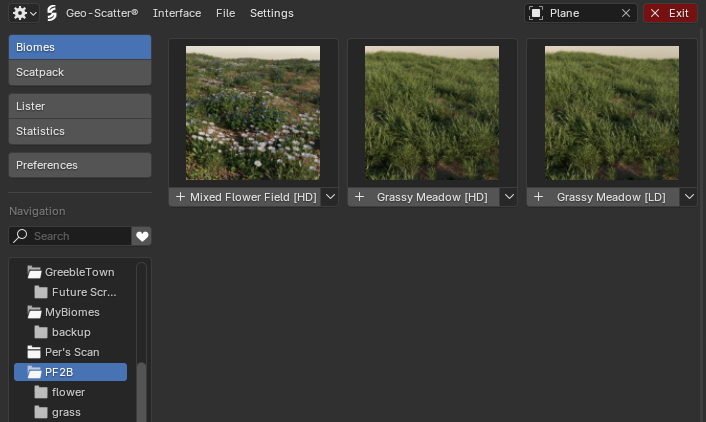 Geo-Scatter® Interface File Settings Plane Exit
Biomes
Scatpack
Lister
Statistics
Preferences
Navigation
Search
GreebleTown
Future Scr...
MyBiomes
backup
Per's Scan
PF2B
flower
grass
Mixed Flower Field [HD]
Grassy Meadow [HD]
Grassy Meadow [LD]